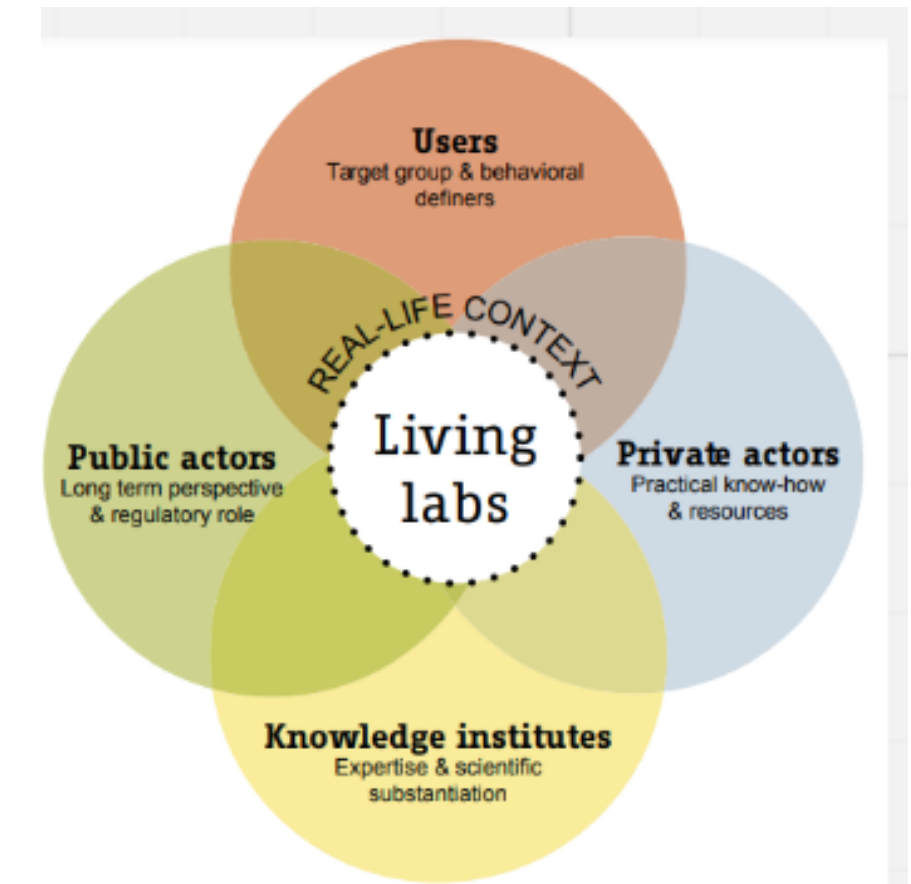 Users
Target group & behavioral
definers
REAL-LIFE CONTEXT
Living
labs
Public actors
Long term perspective
& regulatory role
Private actors
Practical know-how
& resources
Knowledge institutes
Expertise & scientific
substantiation